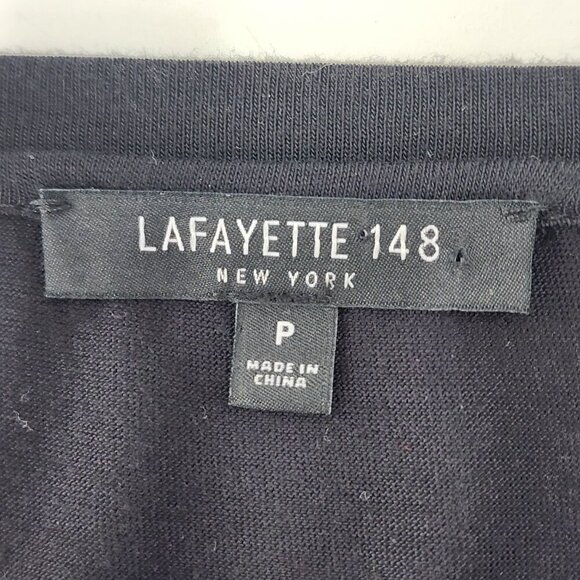 LAFAYETTE 148
NEW YORK
P
MADE IN
CHINA